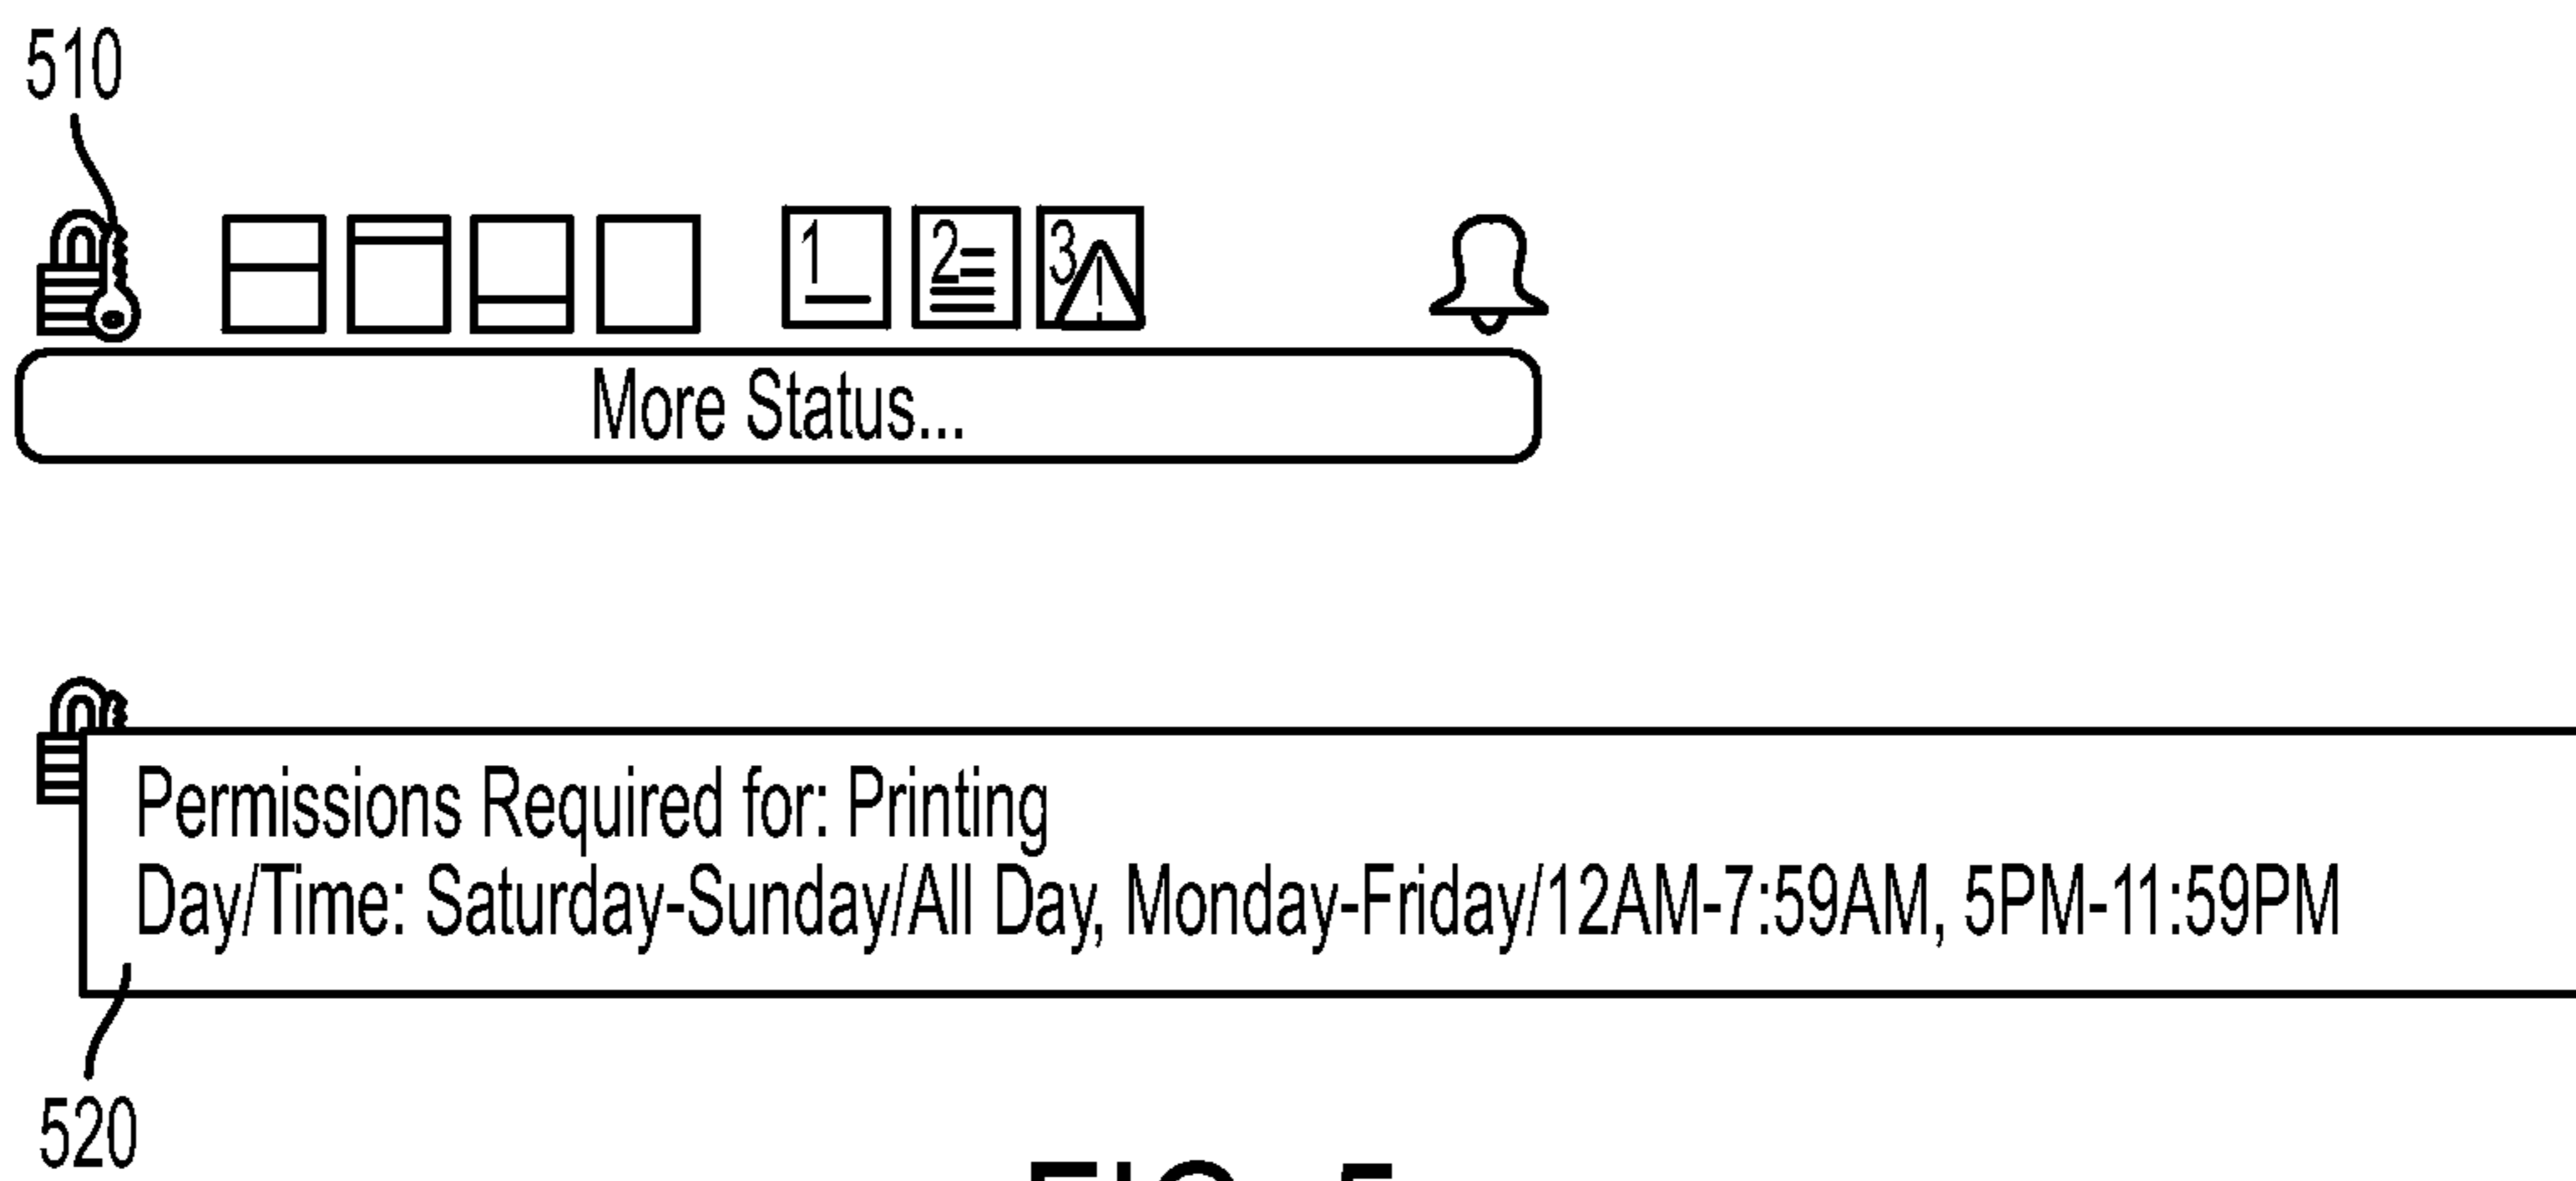 510
1 2 3
More Status...
Permissions Required for: Printing
Day/Time: Saturday-Sunday/All Day, Monday-Friday/12AM-7:59AM, 5PM-11:59PM
520